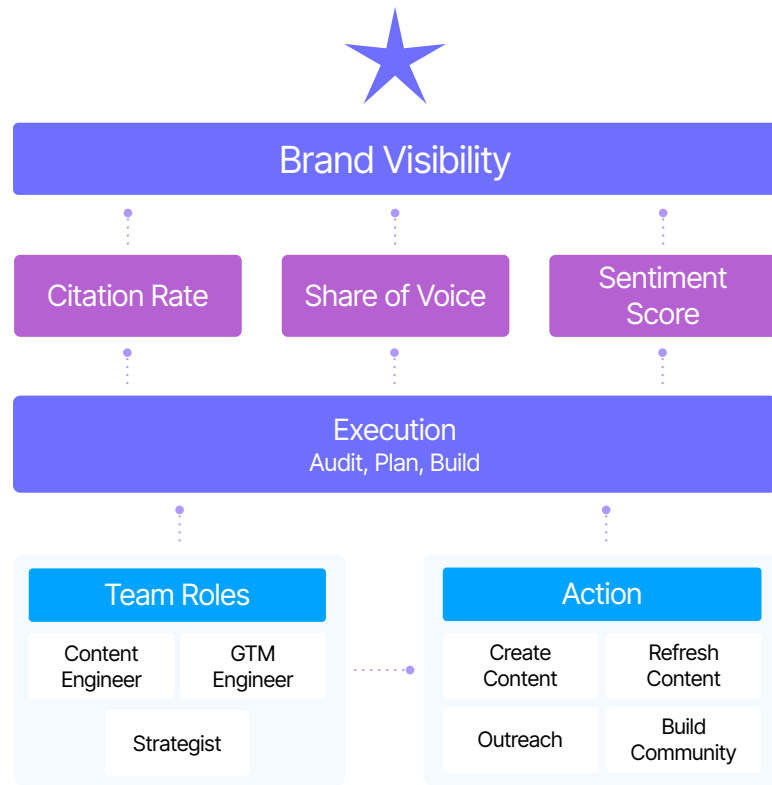 Brand Visibility
Citation Rate
Share of Voice
Sentiment
Score
Execution
Audit, Plan, Build
Team Roles
Content
Engineer
GTM
Engineer
Strategist
Action
Create
Content
Refresh
Content
Outreach
Build
Community